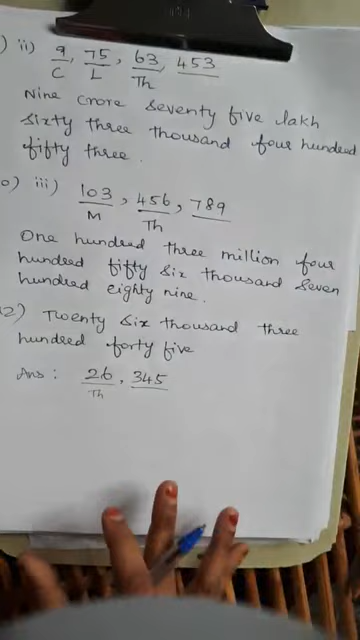 ) ii) 9, 75, 63, 453
C L Th
Nine Crore Seventy five lakh
Sixty three thousand four hundred
fifty three.
0) iii) 103, 456, 789
M Th
One hundred three million four
hundred fifty six thousand seven
hundred eighty nine.
2) Twenty six thousand three
hundred forty five
Ans : 26, 345
Th